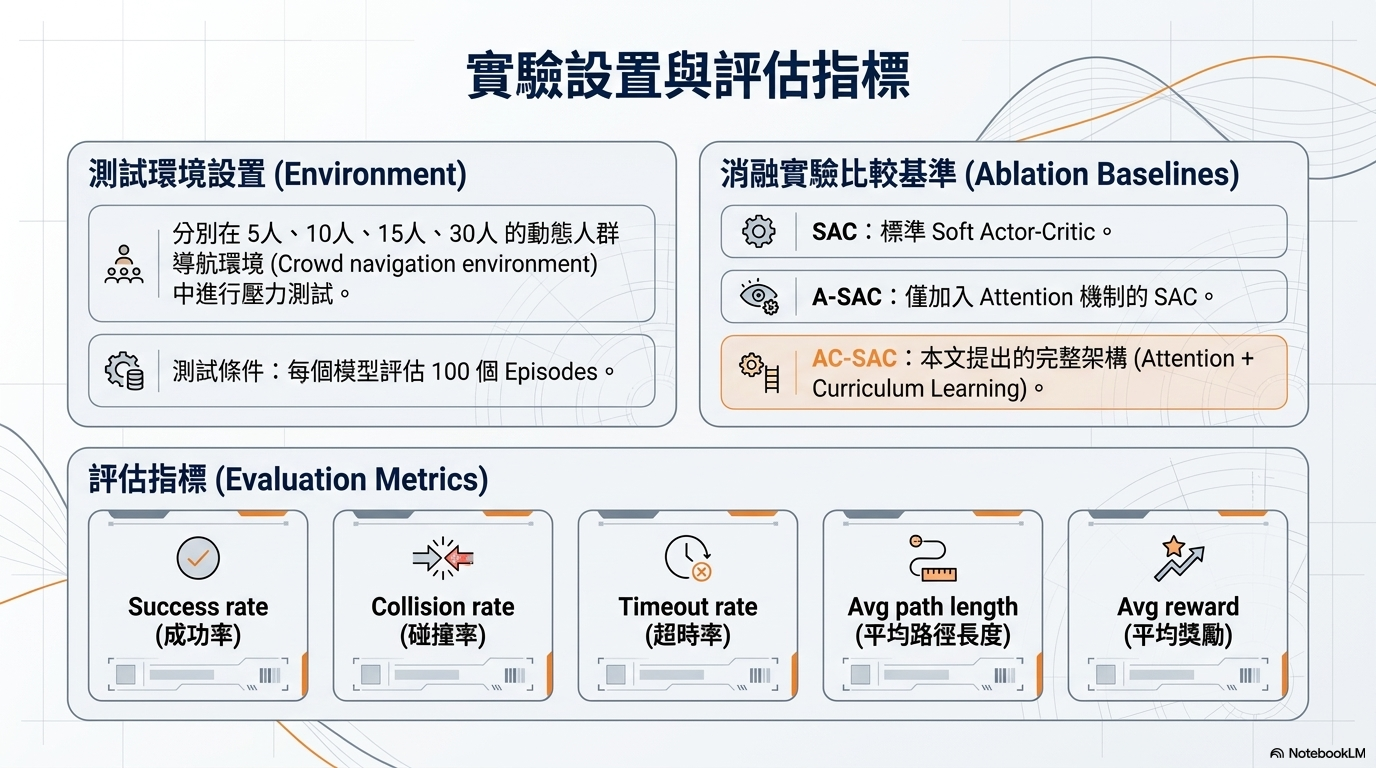 實驗設置與評估指標
測試環境設置 (Environment)
分別在 5人、10人、15人、30人 的動態人群
導航環境 (Crowd navigation environment)
中進行壓力測試。
測試條件：每個模型評估 100 個 Episodes。
消融實驗比較基準 (Ablation Baselines)
SAC：標準 Soft Actor-Critic。
A-SAC：僅加入 Attention 機制的 SAC。
AC-SAC：本文提出的完整架構 (Attention +
Curriculum Learning)。
評估指標 (Evaluation Metrics)
Success rate
(成功率)
Collision rate
(碰撞率)
Timeout rate
(超時率)
Avg path length
(平均路徑長度)
Avg reward
(平均獎勵)
NotebookLM